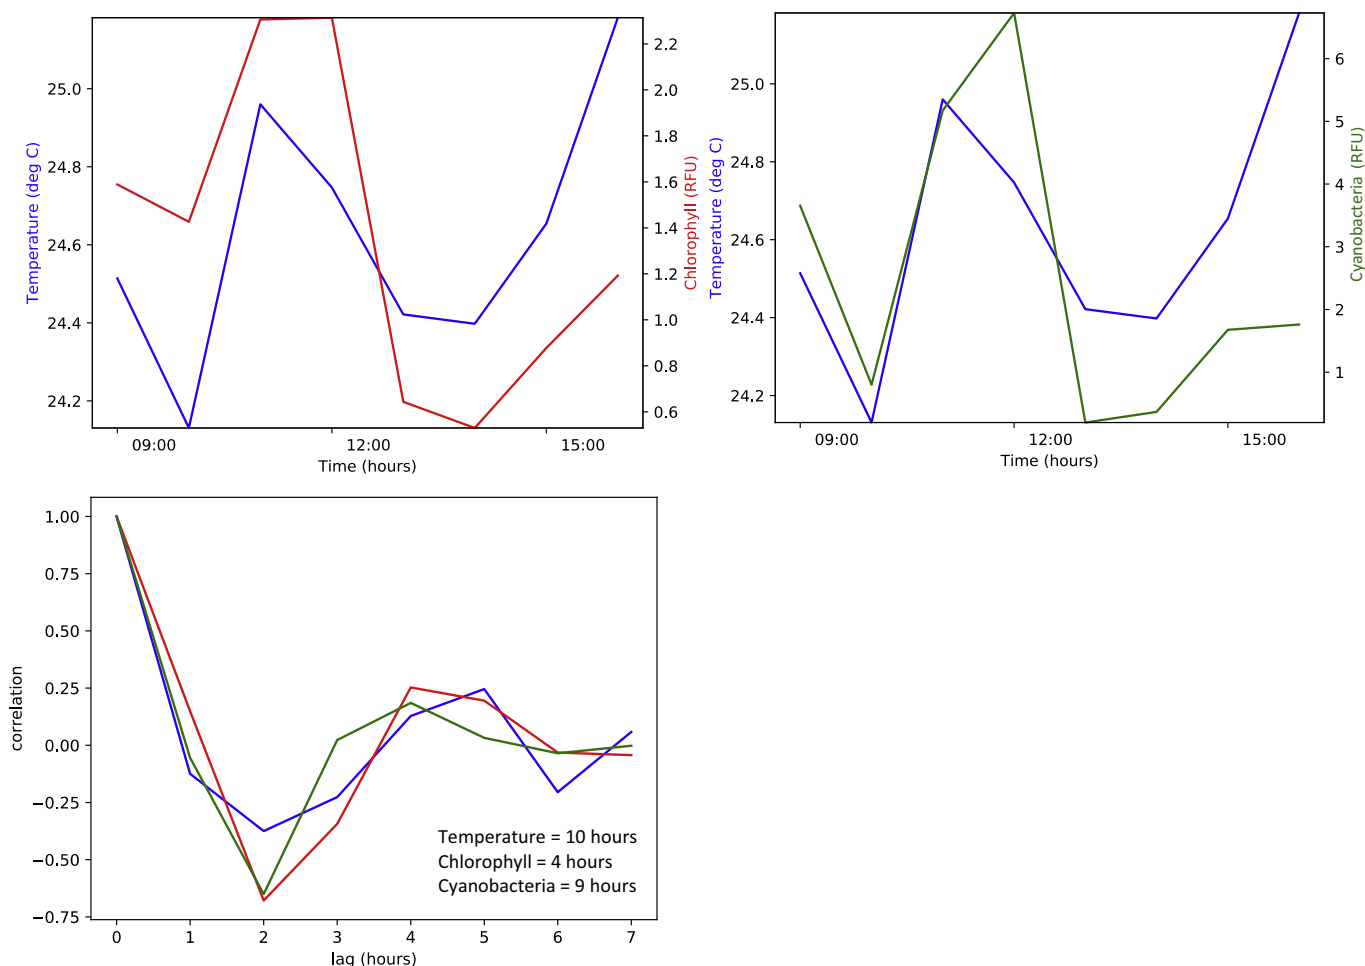 25.0
24.8
24.6
24.4
24.2
Temperature (deg C)
2.2
2.0
1.8
1.6
1.4
1.2
1.0
0.8
0.6
Chlorophyll (RFU)
09:00 12:00 15:00
Time (hours)
25.0
24.8
24.6
24.4
24.2
Temperature (deg C)
6
5
4
3
2
1
Cyanobacteria (RFU)
09:00 12:00 15:00
Time (hours)
1.00
0.75
0.50
0.25
0.00
−0.25
−0.50
−0.75
correlation
Temperature = 10 hours
Chlorophyll = 4 hours
Cyanobacteria = 9 hours
0 1 2 3 4 5 6 7
lag (hours)